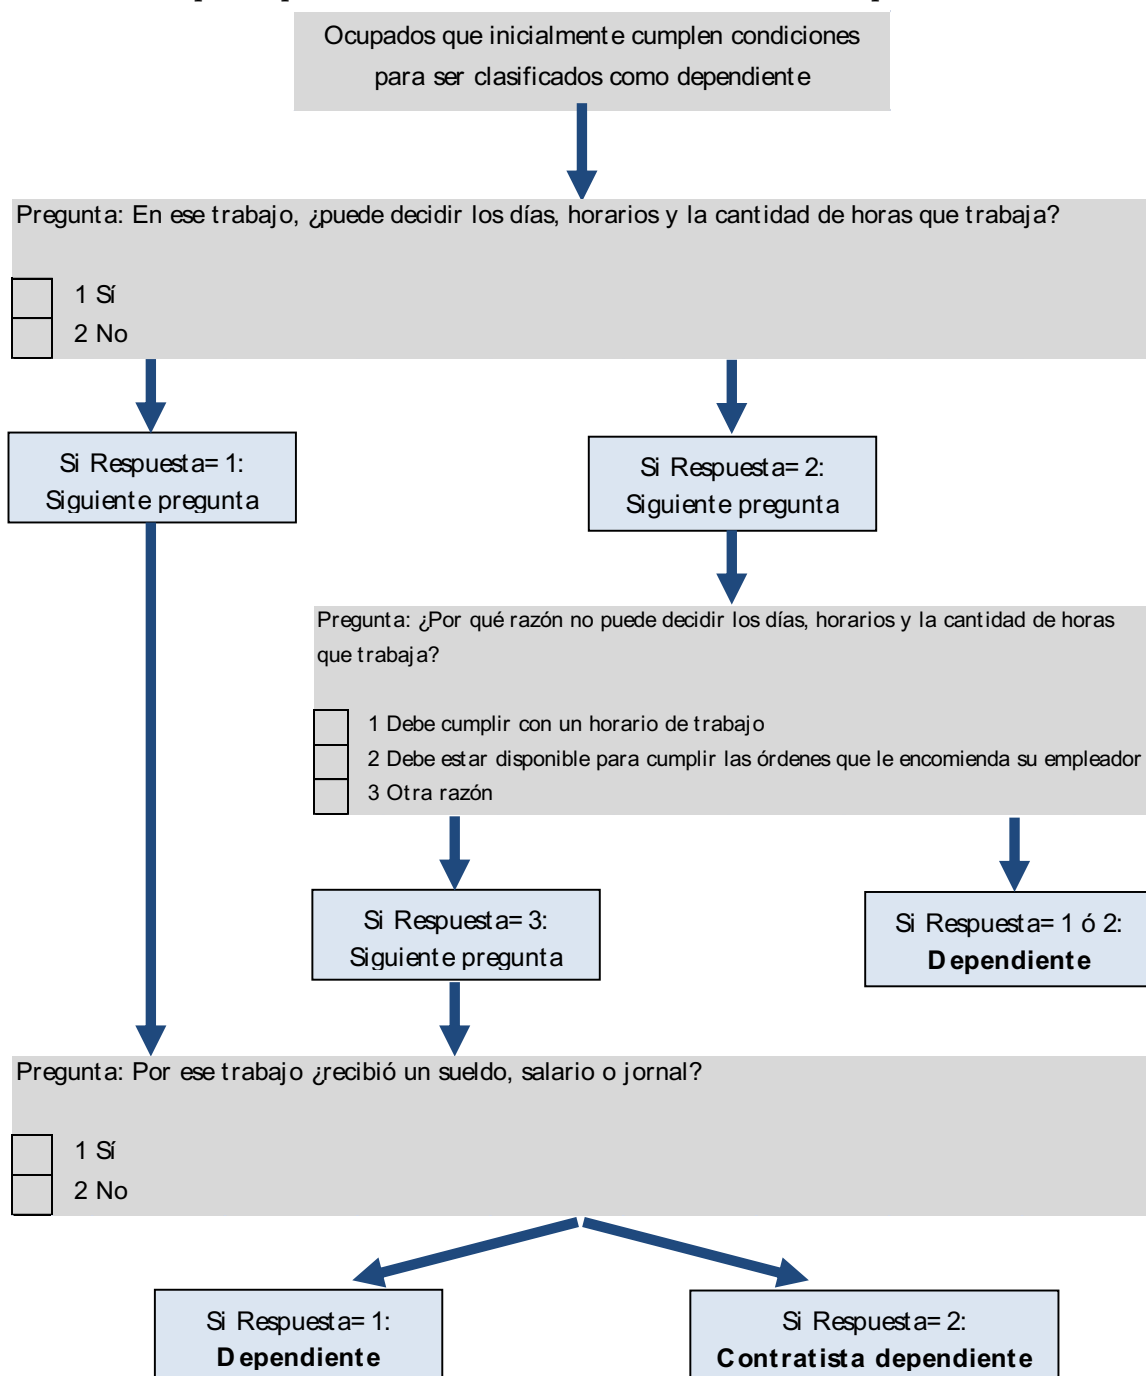 Ocupados que inicialmente cumplen condiciones
para ser clasificados como dependiente
Pregunta: En ese trabajo, ¿puede decidir los días, horarios y la cantidad de horas que trabaja?
1 Sí
2 No
Si Respuesta= 1:
Siguiente pregunta
Si Respuesta= 2:
Siguiente pregunta
Pregunta: ¿Por qué razón no puede decidir los días, horarios y la cantidad de horas
que trabaja?
1 Debe cumplir con un horario de trabajo
2 Debe estar disponible para cumplir las órdenes que le encomienda su empleador
3 Otra razón
Si Respuesta= 3:
Siguiente pregunta
Si Respuesta= 1 ó 2:
Dependiente
Pregunta: Por ese trabajo ¿recibió un sueldo, salario o jornal?
1 Sí
2 No
Si Respuesta= 1:
Dependiente
Si Respuesta= 2:
Contratista dependiente